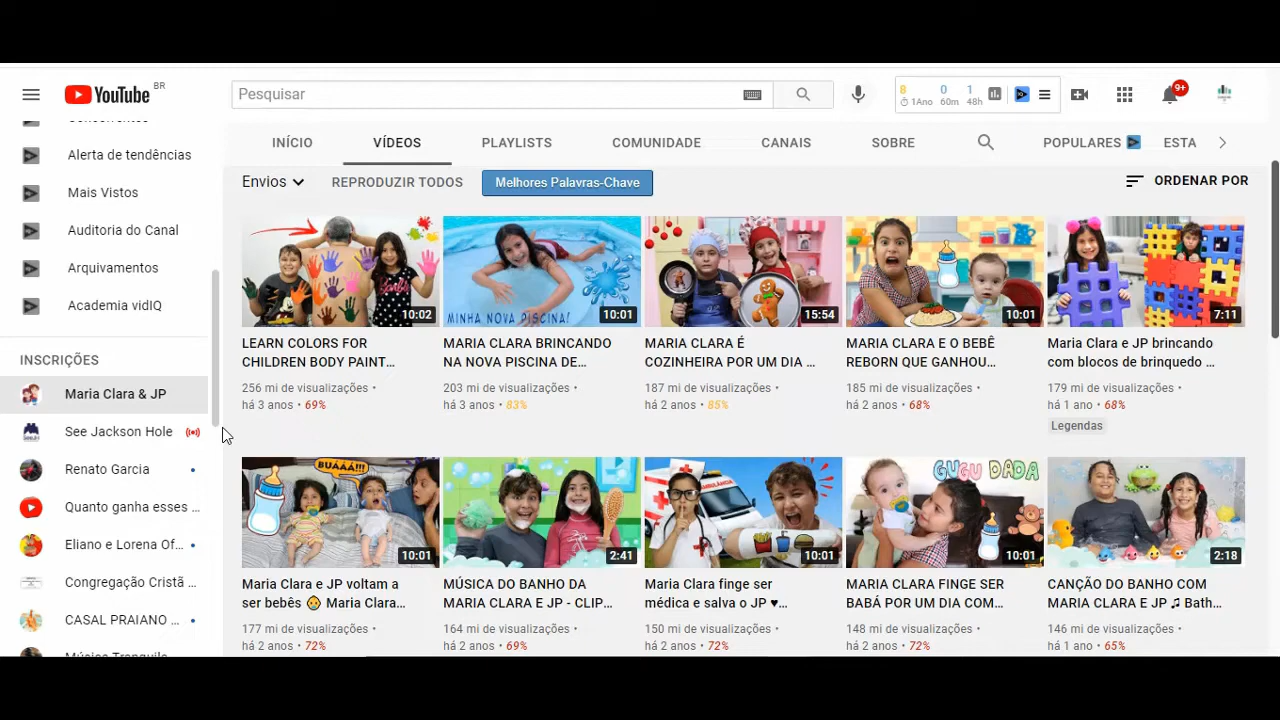 YouTube BR
Pesquisar
8 0 1
1Ano 60m 48h
9+
Concorrentes
Alerta de tendências
Mais Vistos
Auditoria do Canal
Arquivamentos
Academia vidIQ
INSCRIÇÕES
Maria Clara & JP
See Jackson Hole
Renato Garcia
Quanto ganha esses ...
Eliano e Lorena Of...
Congregação Cristã ...
CASAL PRAIANO ...
Música Tranquila
INÍCIO VÍDEOS PLAYLISTS COMUNIDADE CANAIS SOBRE POPULARES ESTA
Envios REPRODUZIR TODOS Melhores Palavras-Chave ORDENAR POR
10:02
LEARN COLORS FOR
CHILDREN BODY PAINT...
256 mi de visualizações •
há 3 anos • 69%
MINHA NOVA PISCINA!
10:01
MARIA CLARA BRINCANDO
NA NOVA PISCINA DE...
203 mi de visualizações •
há 3 anos • 83%
15:54
MARIA CLARA É
COZINHEIRA POR UM DIA ...
187 mi de visualizações •
há 2 anos • 85%
10:01
MARIA CLARA E O BEBÊ
REBORN QUE GANHOU...
185 mi de visualizações •
há 2 anos • 68%
7:11
Maria Clara e JP brincando
com blocos de brinquedo ...
179 mi de visualizações •
há 1 ano • 68%
Legendas
BUÁÁÁ!!!
10:01
Maria Clara e JP voltam a
ser bebês 👶 Maria Clara...
177 mi de visualizações •
há 2 anos • 72%
2:41
MÚSICA DO BANHO DA
MARIA CLARA E JP - CLIP...
164 mi de visualizações •
há 2 anos • 69%
AMBULÂNCIA
10:01
Maria Clara finge ser
médica e salva o JP ♥...
150 mi de visualizações •
há 2 anos • 72%
GUGU DADA
10:01
MARIA CLARA FINGE SER
BABÁ POR UM DIA COM...
148 mi de visualizações •
há 2 anos • 72%
2:18
CANÇÃO DO BANHO COM
MARIA CLARA E JP ♫ Bath...
146 mi de visualizações •
há 1 ano • 65%